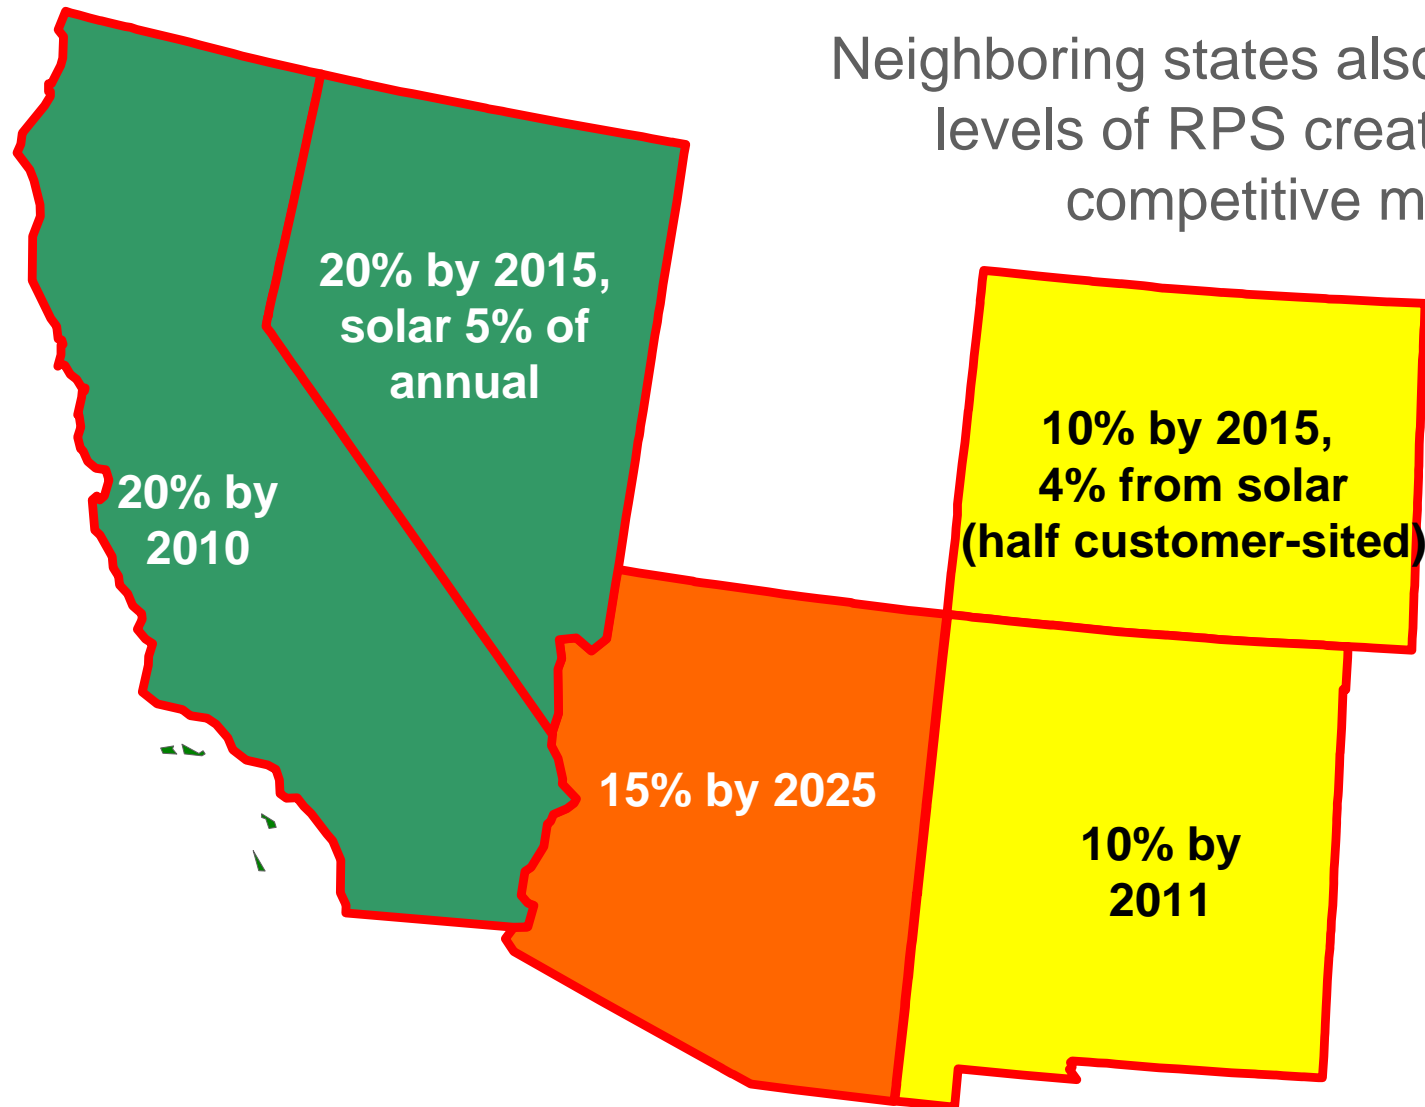 Neighboring states also
levels of RPS creat
competitive m
20% by 2015,
solar 5% of
annual
10% by 2015,
4% from solar
(half customer-sited)
20% by
2010
15% by 2025
10% by
2011